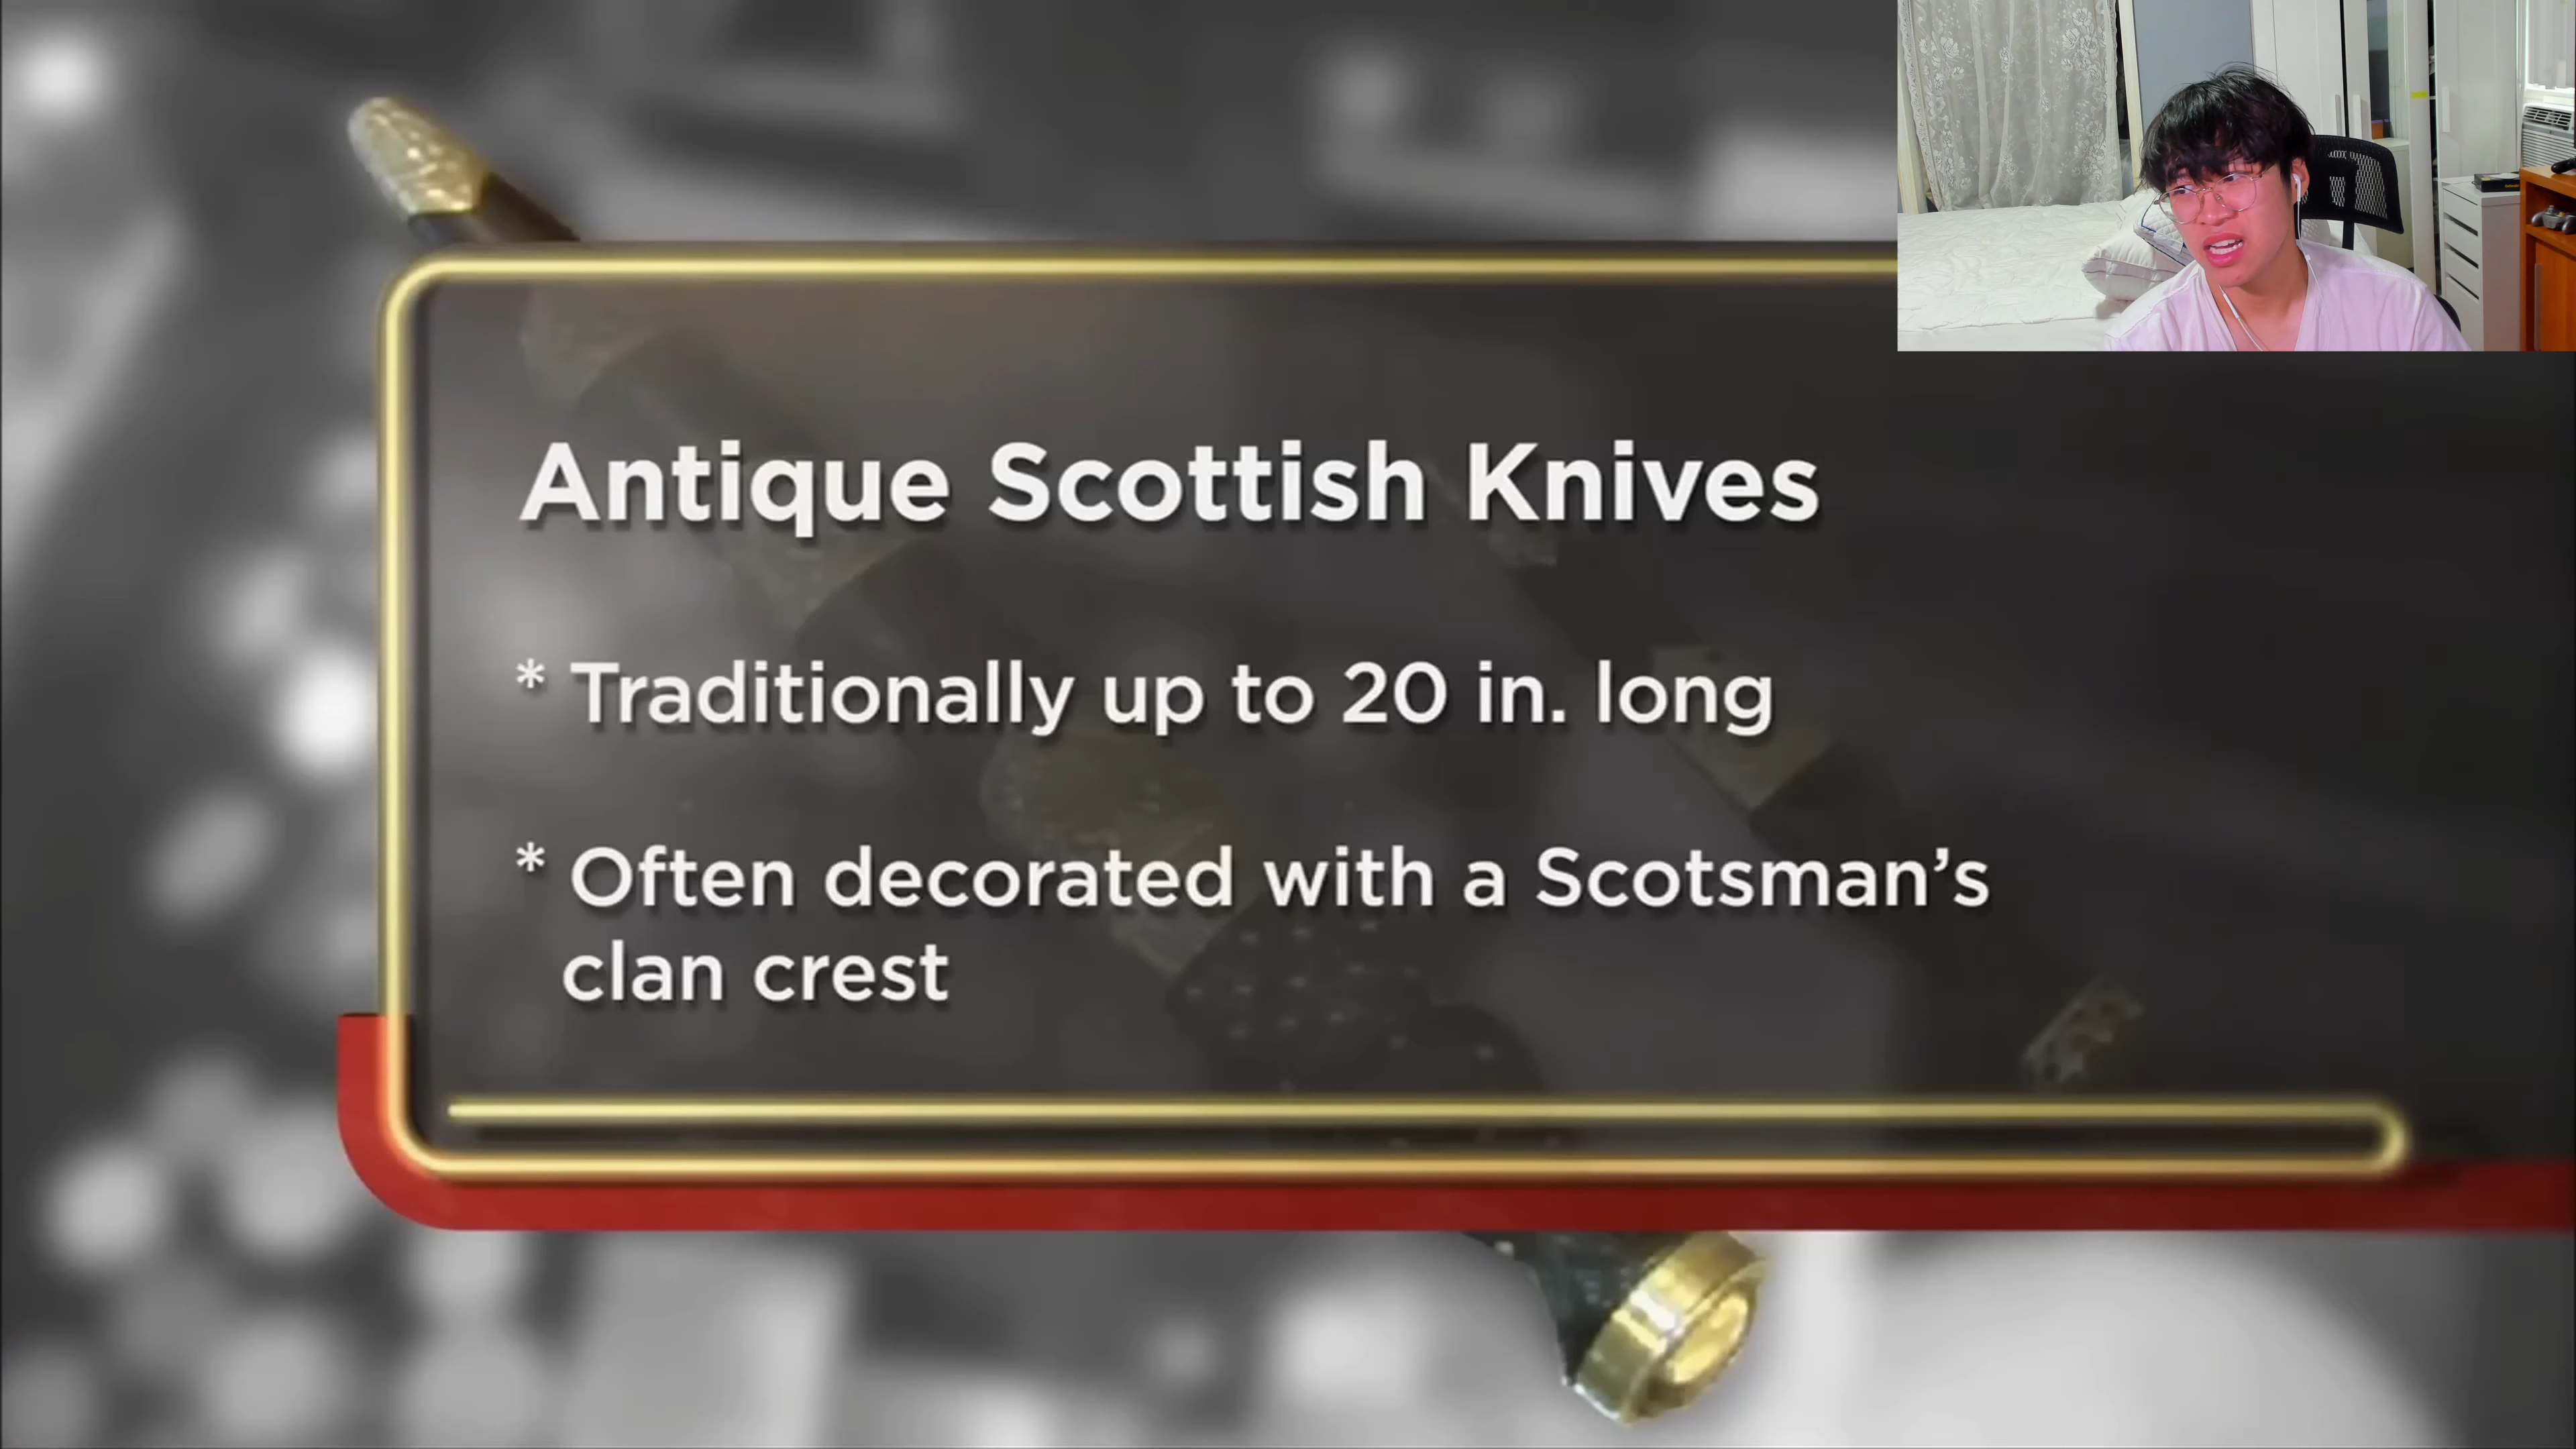 Antique Scottish Knives
* Traditionally up to 20 in. long
* Often decorated with a Scotsman’s
clan crest